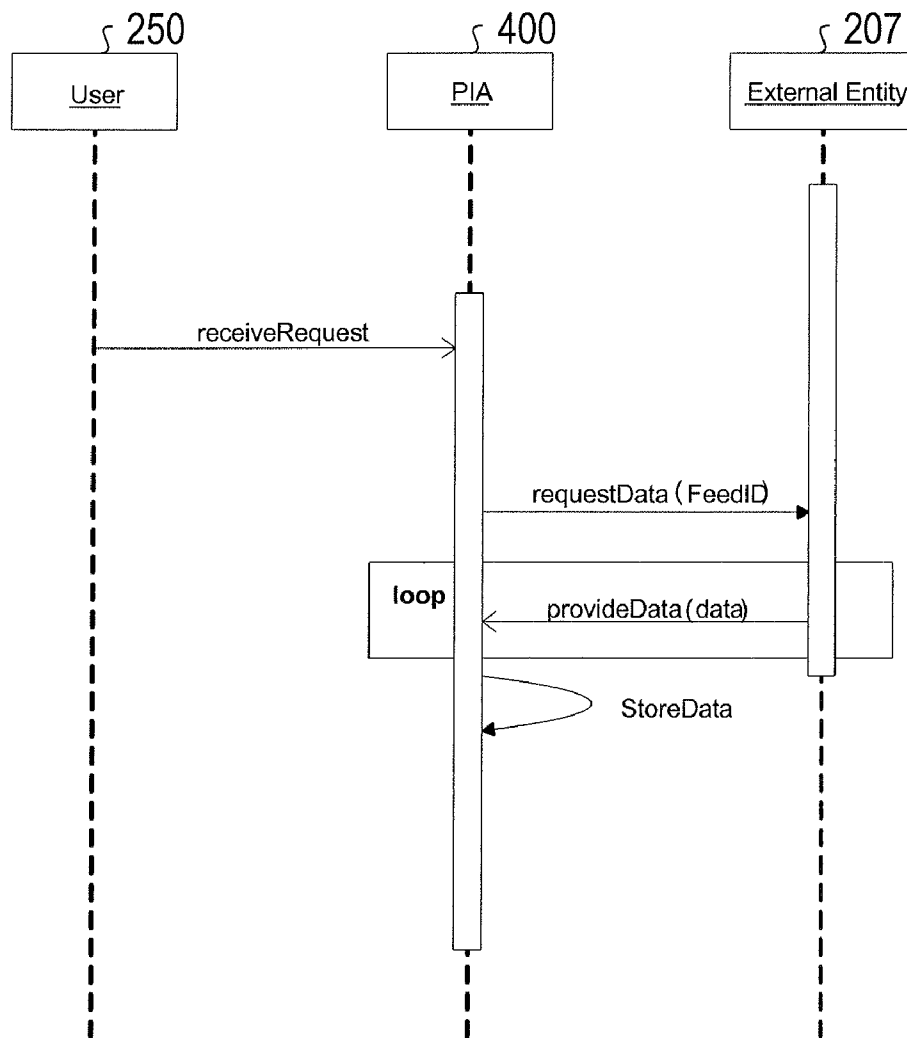 250
400
207
User
PIA
External Entity
receiveRequest
requestData (FeedID)
loop
provideData (data)
StoreData